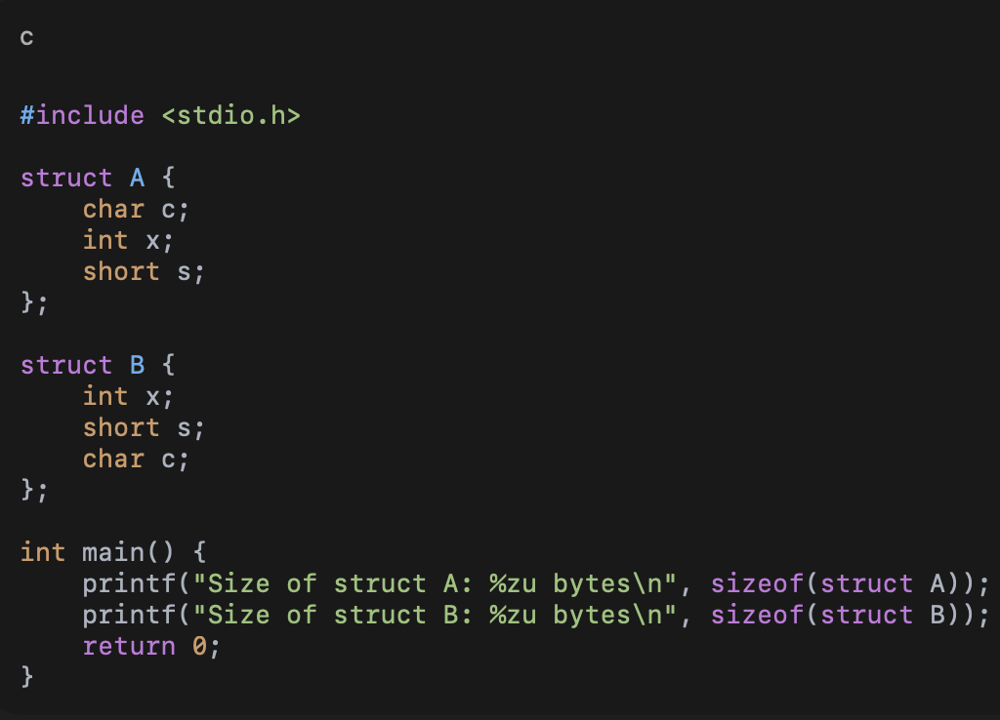 c
#include <stdio.h>
struct A {
    char c;
    int x;
    short s;
};
struct B {
    int x;
    short s;
    char c;
};
int main() {
    printf("Size of struct A: %zu bytes\n", sizeof(struct A));
    printf("Size of struct B: %zu bytes\n", sizeof(struct B));
    return 0;
}